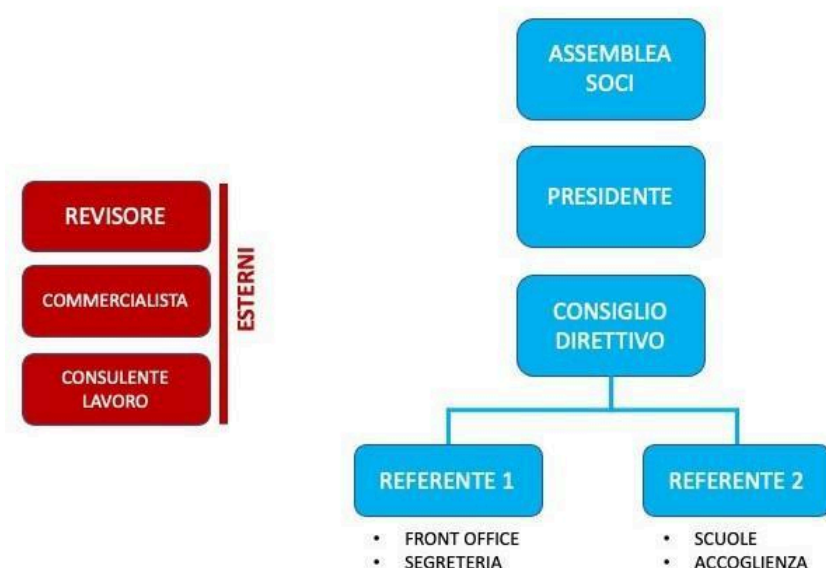 ASSEMBLEA
SOCI
PRESIDENTE
CONSIGLIO
DIRETTIVO
REVISORE
COMMERCIALISTA
CONSULENTE
LAVORO
ESTERNI
REFERENTE 1
• FRONT OFFICE
• SEGRETERIA
REFERENTE 2
• SCUOLE
• ACCOGLIENZA